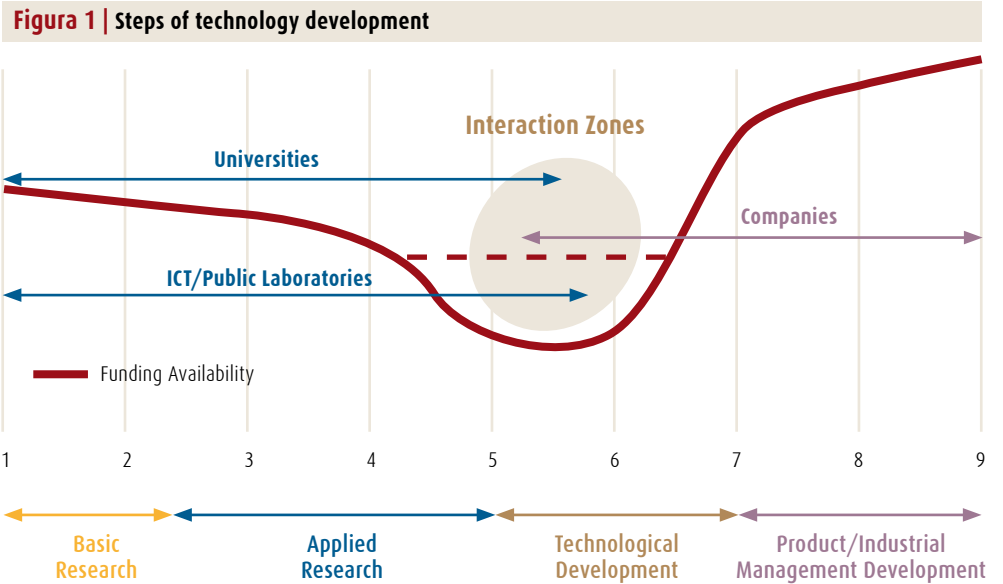 Figura 1 | Steps of technology development
Interaction Zones
Universities
Companies
ICT/Public Laboratories
Funding Availability
1 2 3 4 5 6 7 8 9
Basic
Research
Applied
Research
Technological
Development
Product/Industrial
Management Development